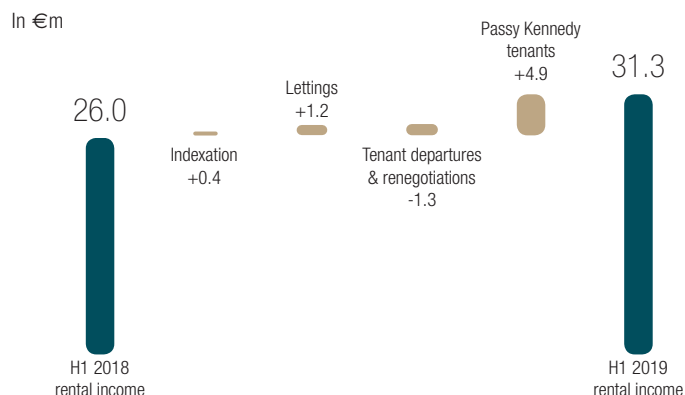 In €m
26.0
Indexation
+0.4
Lettings
+1.2
Tenant departures
& renegotiations
-1.3
Passy Kennedy
tenants
+4.9
31.3
H1 2018
rental income
H1 2019
rental income